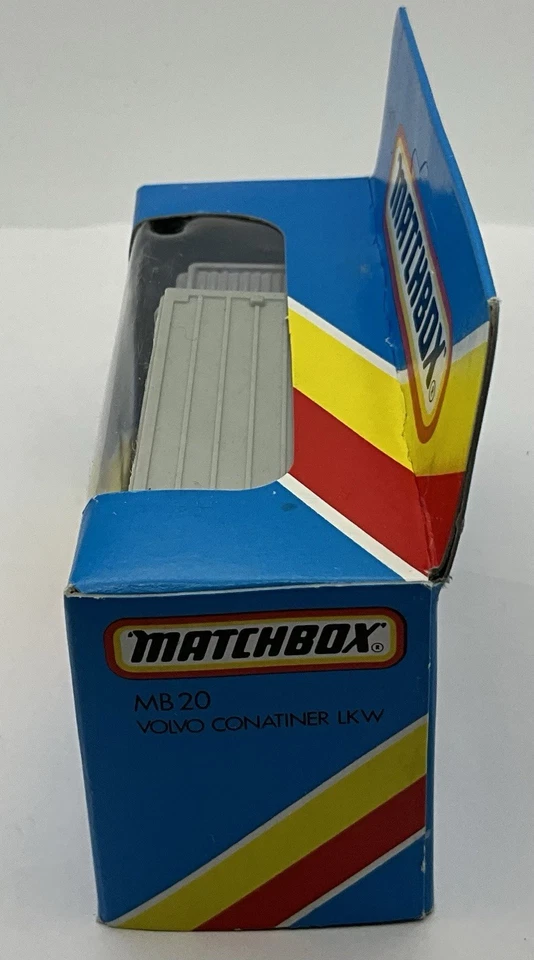 MATCHBOX®
MATCHBOX®
MB 20
VOLVO CONATINER LKW